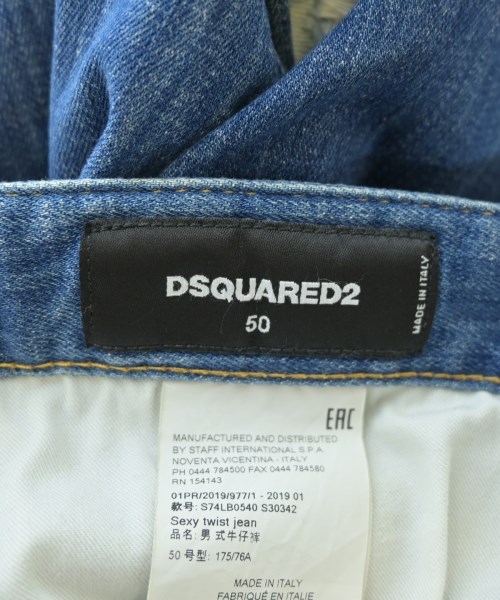 DSQUARED2
50
MADE IN ITALY
EAC
MANUFACTURED AND DISTRIBUTED
BY STAFF INTERNATIONAL S.P.A.
NOVENTA VICENTINA - ITALY
PH 0444 784500 FAX 0444 784580
RN 154143
01PR/2019/977/1 - 2019 01
款号: S74LB0540 S30342
Sexy twist jean
品名: 男 式牛仔裤
50 号型: 175/76A
MADE IN ITALY
FABRIQUÉ EN ITALIE